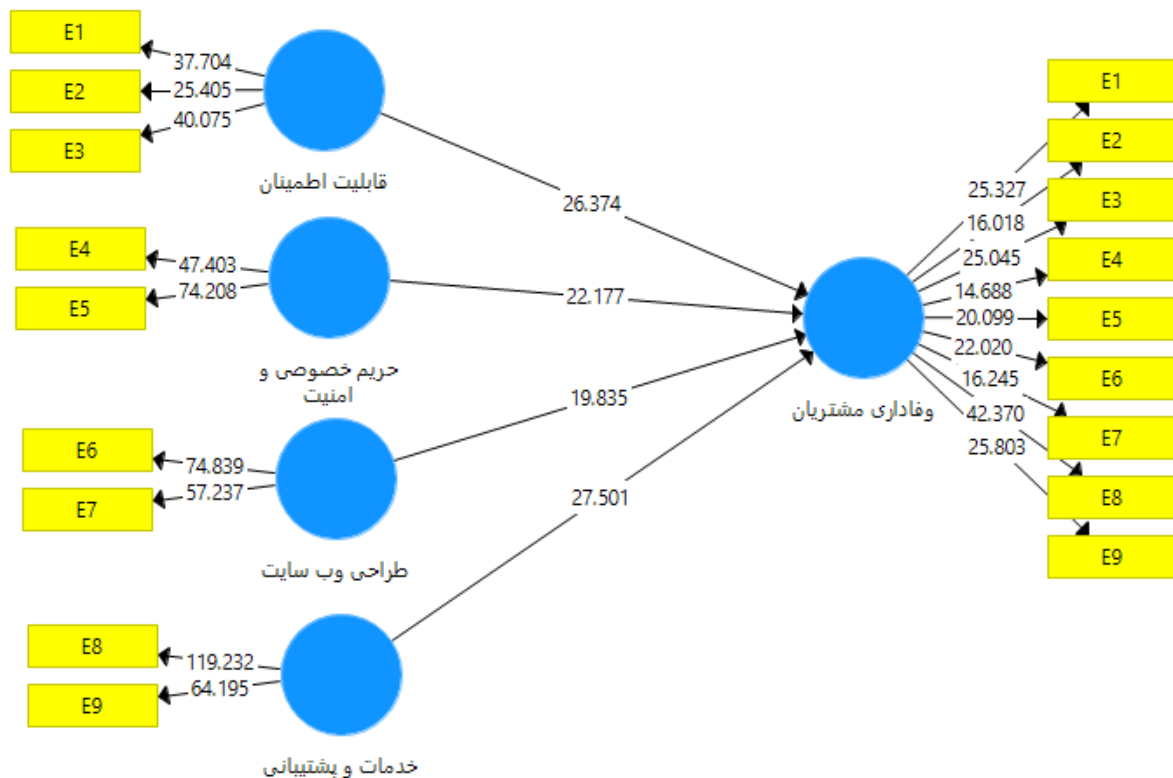 E1
37.704
E2
25.405
E3
40.075
قابلیت اطمینان
26.374
E4
47.403
E5
74.208
حریم خصوصی و
امنیت
22.177
E6
74.839
E7
57.237
طراحی وب سایت
19.835
E8
119.232
E9
64.195
خدمات و پشتیبانی
27.501
وفاداری مشتریان
E1
25.327
E2
16.018
E3
25.045
E4
14.688
E5
20.099
E6
22.020
E7
16.245
E8
42.370
E9
25.803